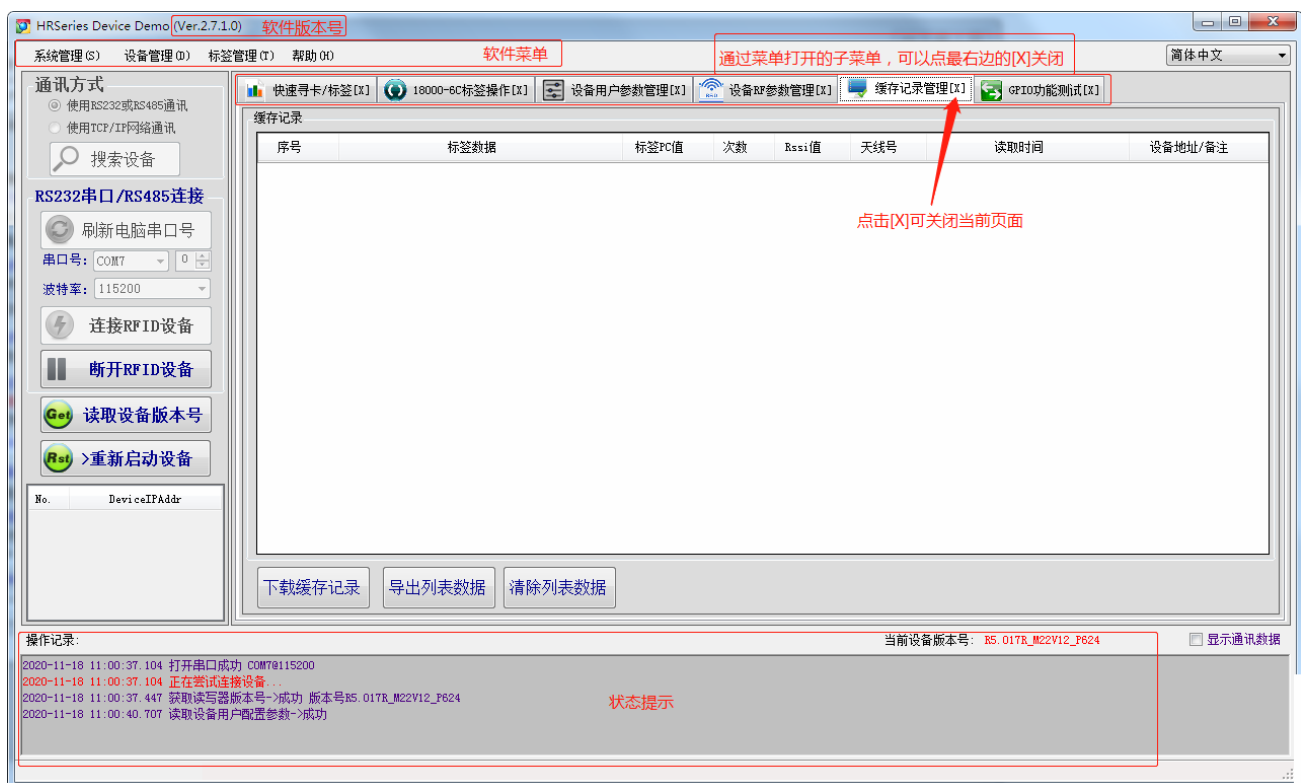 HRSeries Device Demo (Ver.2.7.1.0) 软件版本号
系统管理(S) 设备管理(D) 标签管理(T) 帮助(H) 软件菜单
通过菜单打开的子菜单，可以点最右边的[X]关闭
简体中文
通讯方式
使用RS232或RS485通讯
使用TCP/IP网络通讯
搜索设备
RS232串口/RS485连接
刷新电脑串口号
串口号: COM7 0
波特率: 115200
连接RFID设备
断开RFID设备
Get 读取设备版本号
Rst >重新启动设备
No. DeviceIPAddr
快速寻卡/标签[X] 18000-6C标签操作[X] 设备用户参数管理[X] 设备RF参数管理[X] 缓存记录管理[X] GPIO功能测试[X]
缓存记录
序号 标签数据 标签PC值 次数 Rssi值 天线号 读取时间 设备地址/备注
点击[X]可关闭当前页面
下载缓存记录 导出列表数据 清除列表数据
操作记录: 当前设备版本号: R5.017R_M22V12_P624 显示通讯数据
2020-11-18 11:00:37.104 打开串口成功 COM7@115200
2020-11-18 11:00:37.104 正在尝试连接设备...
2020-11-18 11:00:37.447 获取读写器版本号->成功 版本号R5.017R_M22V12_P624
2020-11-18 11:00:40.707 读取设备用户配置参数->成功
状态提示